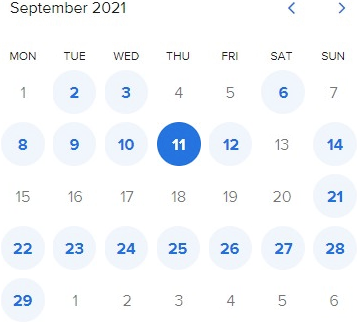 September 2021
MON TUE WED THU FRI SAT SUN
1 2 3 4 5 6 7
8 9 10 11 12 13 14
15 16 17 18 19 20 21
22 23 24 25 26 27 28
29 1 2 3 4 5 6